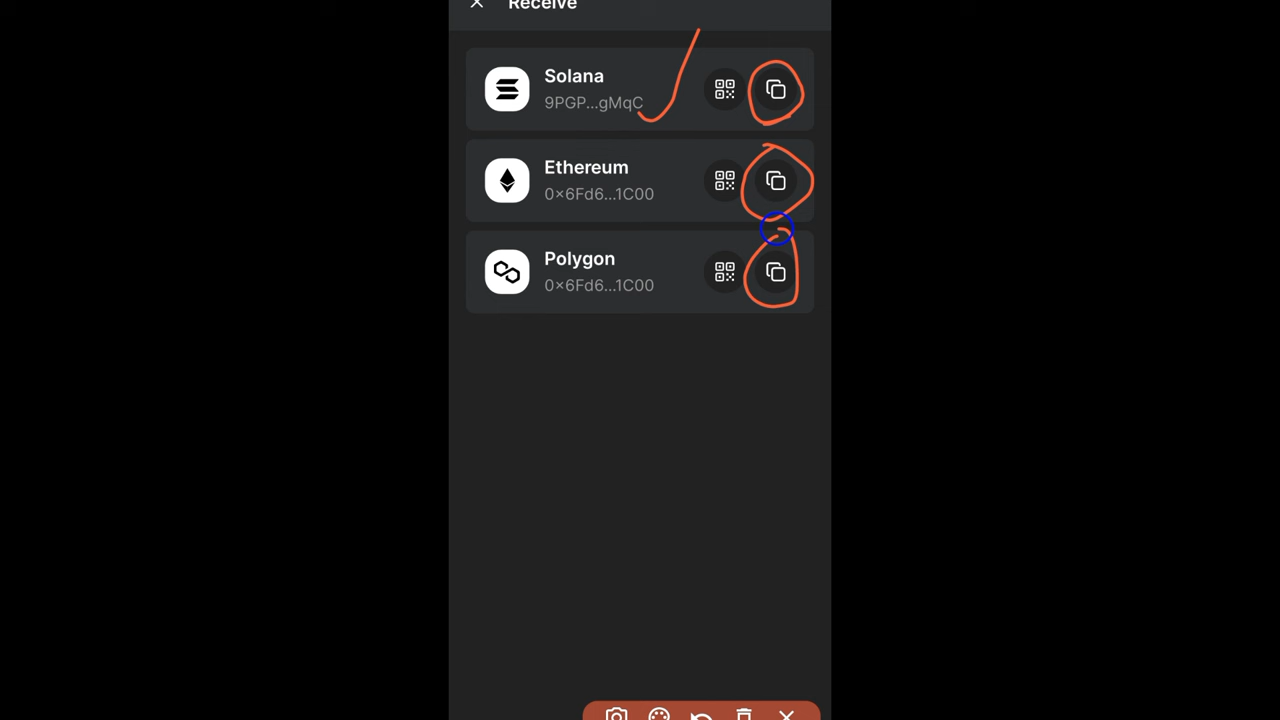 Receive
Solana
9PGP...gMqC
Ethereum
0×6Fd6...1C00
Polygon
0×6Fd6...1C00